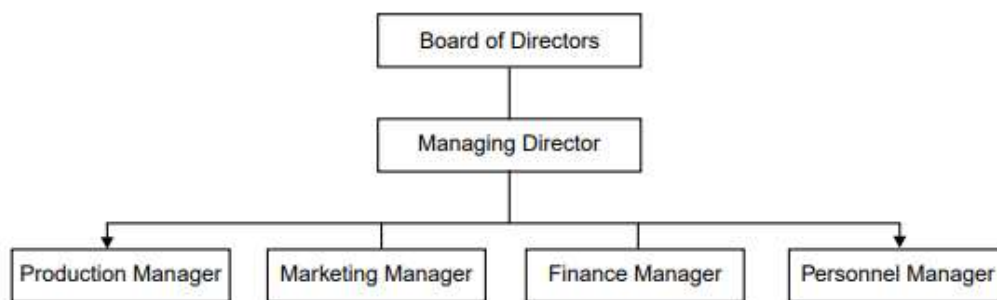 Board of Directors
Managing Director
Production Manager
Marketing Manager
Finance Manager
Personnel Manager